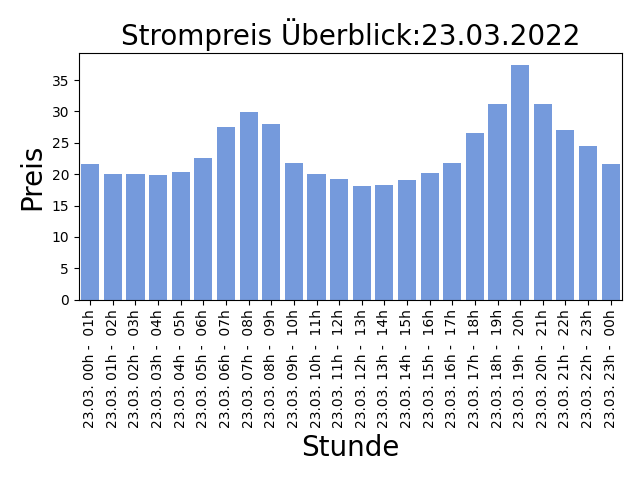 Strompreis Überblick:23.03.2022
Preis
35
30
25
20
15
10
5
0
23.03. 00h - 01h
23.03. 01h - 02h
23.03. 02h - 03h
23.03. 03h - 04h
23.03. 04h - 05h
23.03. 05h - 06h
23.03. 06h - 07h
23.03. 07h - 08h
23.03. 08h - 09h
23.03. 09h - 10h
23.03. 10h - 11h
23.03. 11h - 12h
23.03. 12h - 13h
23.03. 13h - 14h
23.03. 14h - 15h
23.03. 15h - 16h
23.03. 16h - 17h
23.03. 17h - 18h
23.03. 18h - 19h
23.03. 19h - 20h
23.03. 20h - 21h
23.03. 21h - 22h
23.03. 22h - 23h
23.03. 23h - 00h
Stunde